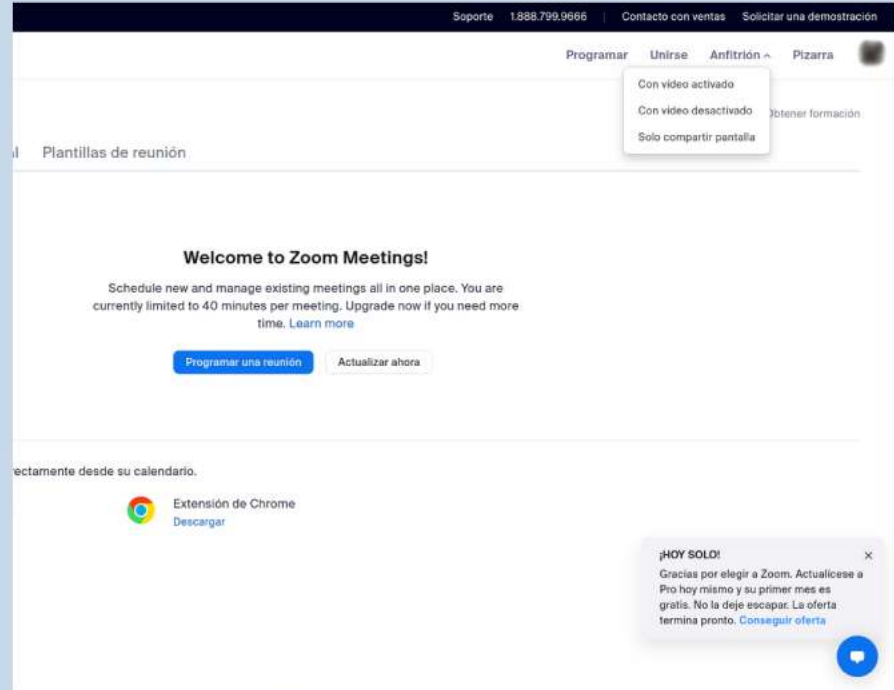 Soporte 1.888.799.9666 Contacto con ventas Solicitar una demostración
Programar Unirse Anfitrión Pizarra
Con vídeo activado
Con vídeo desactivado
Obtener formación
Solo compartir pantalla
Plantillas de reunión
Welcome to Zoom Meetings!
Schedule new and manage existing meetings all in one place. You are
currently limited to 40 minutes per meeting. Upgrade now if you need more
time. Learn more
Programar una reunión Actualizar ahora
rectamente desde su calendario.
Extensión de Chrome
Descargar
¡HOY SOLO!
Gracias por elegir a Zoom. Actualícese a
Pro hoy mismo y su primer mes es
gratis. No la deje escapar. La oferta
termina pronto. Conseguir oferta